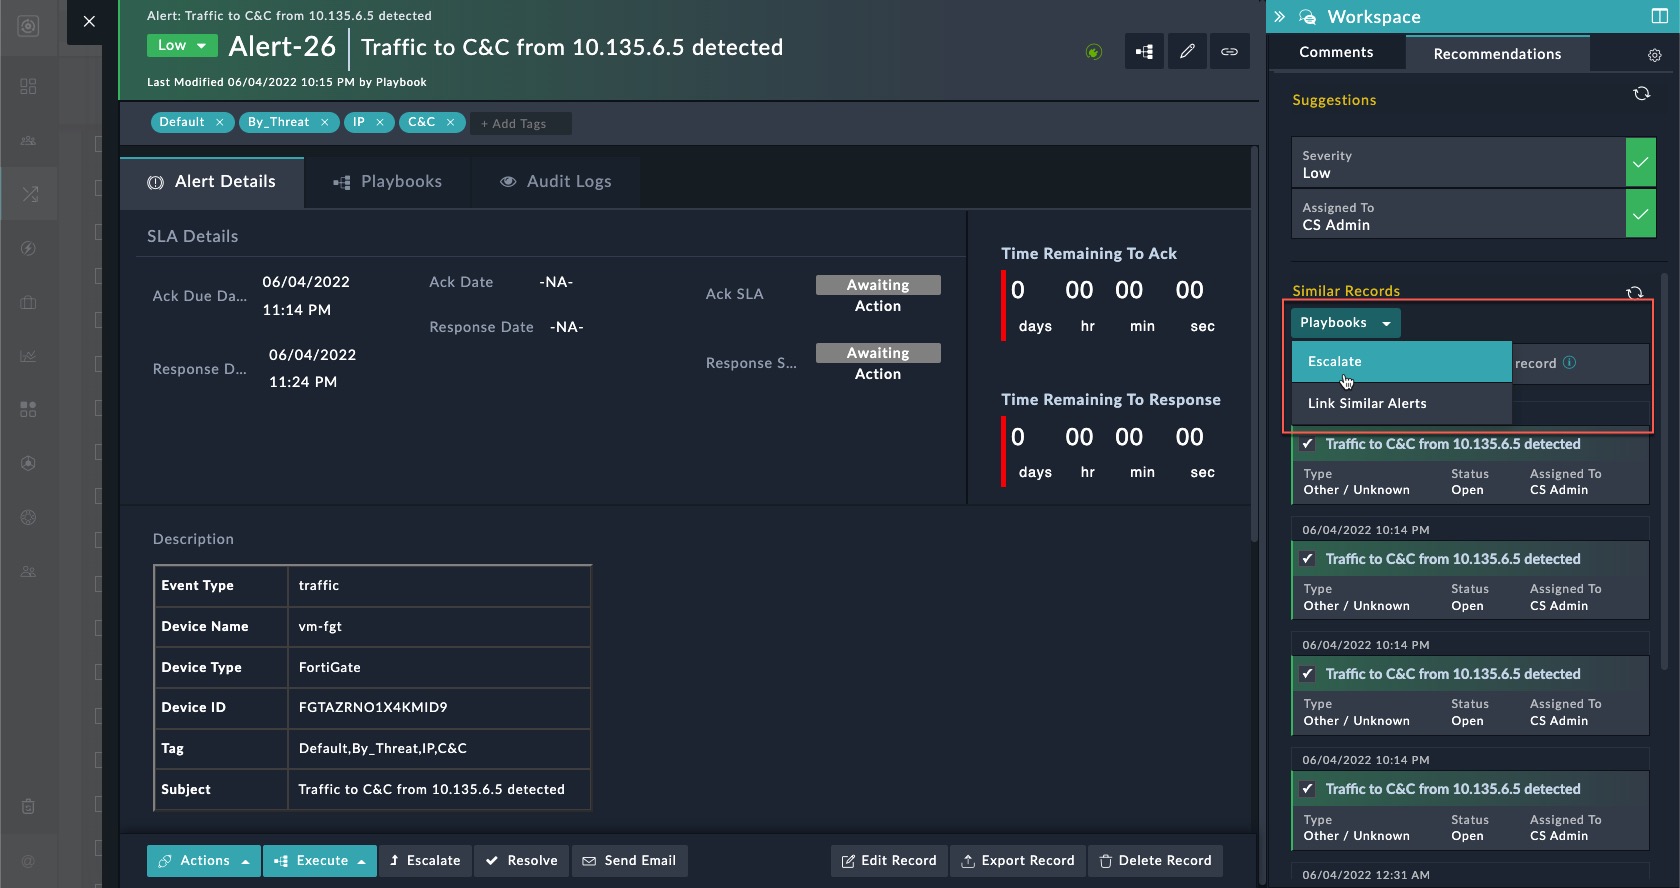 Alert: Traffic to C&C from 10.135.6.5 detected
Low
Alert-26
Traffic to C&C from 10.135.6.5 detected
Last Modified 06/04/2022 10:15 PM by Playbook
Default ×
By_Threat ×
IP ×
C&C ×
+ Add Tags
Alert Details
Playbooks
Audit Logs
SLA Details
Ack Due Da...
06/04/2022
11:14 PM
Ack Date
-NA-
Ack SLA
Awaiting
Action
Response Date
-NA-
Response D...
06/04/2022
11:24 PM
Response S...
Awaiting
Action
Time Remaining To Ack
0 00 00 00
days hr min sec
Time Remaining To Response
0 00 00 00
days hr min sec
Description
Event Type traffic
Device Name vm-fgt
Device Type FortiGate
Device ID FGTAZRNO1X4KMID9
Tag Default,By_Threat,IP,C&C
Subject Traffic to C&C from 10.135.6.5 detected
Actions
Execute
Escalate
Resolve
Send Email
Edit Record
Export Record
Delete Record
Workspace
Comments
Recommendations
Suggestions
Severity
Low
Assigned To
CS Admin
Similar Records
Playbooks
Escalate
record
Link Similar Alerts
Traffic to C&C from 10.135.6.5 detected
Type Status Assigned To
Other / Unknown Open CS Admin
06/04/2022 10:14 PM
Traffic to C&C from 10.135.6.5 detected
Type Status Assigned To
Other / Unknown Open CS Admin
06/04/2022 10:14 PM
Traffic to C&C from 10.135.6.5 detected
Type Status Assigned To
Other / Unknown Open CS Admin
06/04/2022 10:14 PM
Traffic to C&C from 10.135.6.5 detected
Type Status Assigned To
Other / Unknown Open CS Admin
06/04/2022 12:31 AM